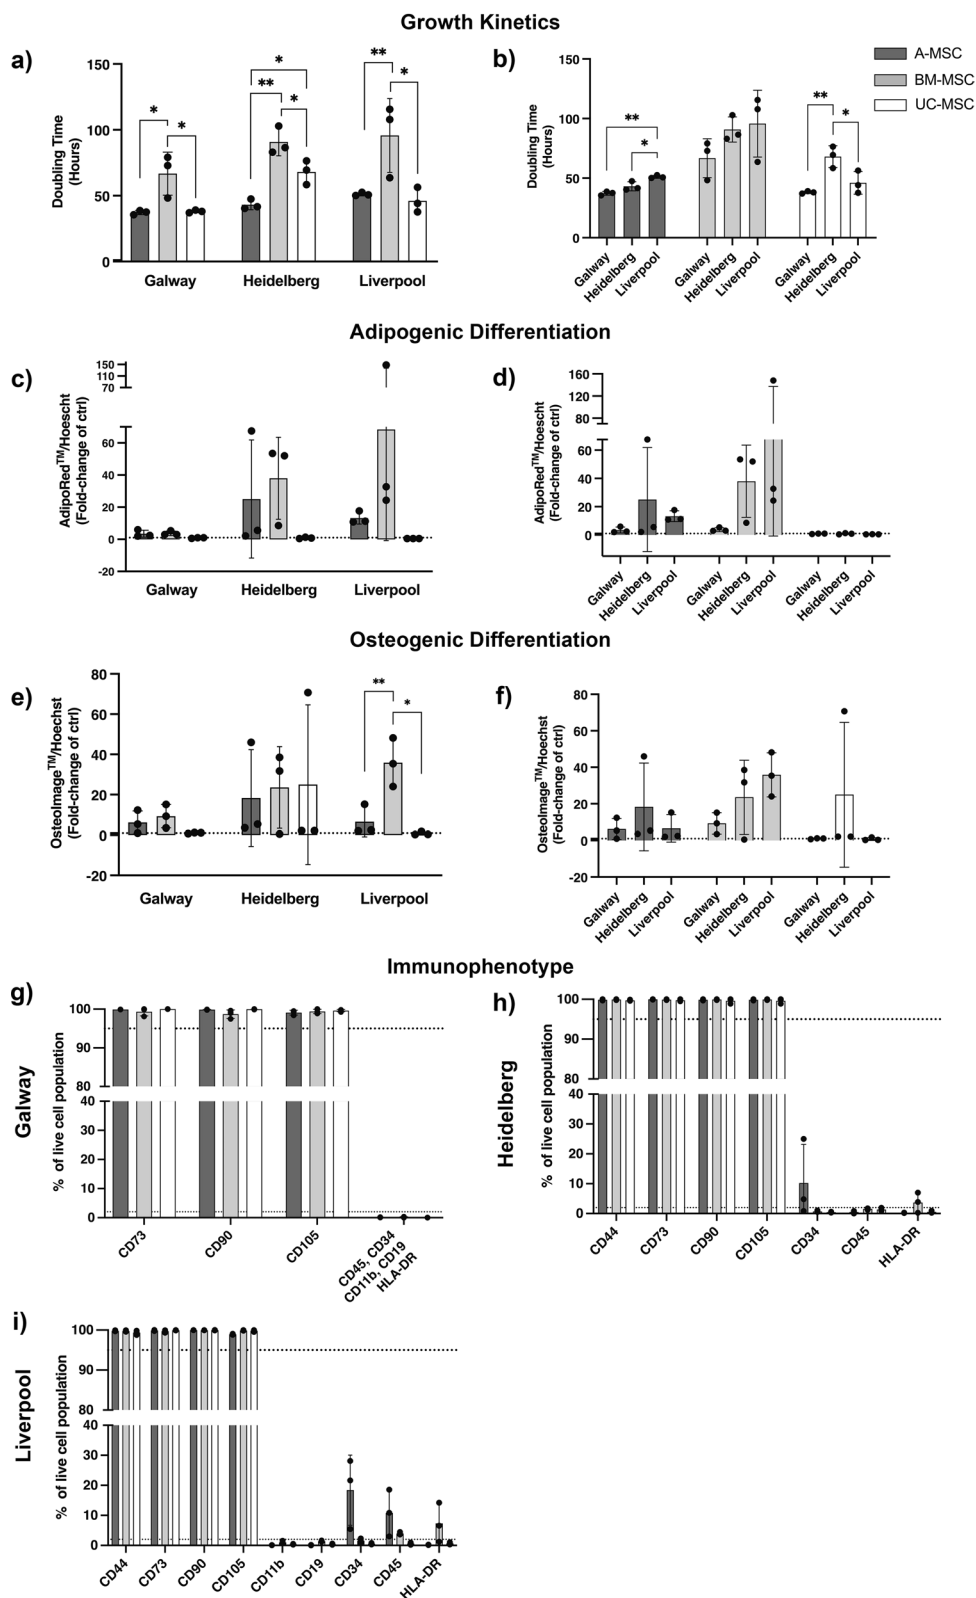 Growth Kinetics
a)
Doubling Time
(Hours)
150
100
50
0
*
*
**
*
*
**
*
Galway
Heidelberg
Liverpool
b)
Doubling Time
(Hours)
150
100
50
0
**
*
**
*
Galway
Heidelberg
Liverpool
Galway
Heidelberg
Liverpool
Galway
Heidelberg
Liverpool
A-MSC
BM-MSC
UC-MSC
Adipogenic Differentiation
c)
AdipoRed™/Hoescht
(Fold-change of ctrl)
150
110
70
60
40
20
0
-20
Galway
Heidelberg
Liverpool
d)
AdipoRed™/Hoescht
(Fold-change of ctrl)
160
120
80
60
40
20
0
Galway
Heidelberg
Liverpool
Galway
Heidelberg
Liverpool
Galway
Heidelberg
Liverpool
Osteogenic Differentiation
e)
OsteoImage™/Hoechst
(Fold-change of ctrl)
80
60
40
20
0
-20
**
*
Galway
Heidelberg
Liverpool
f)
OsteoImage™/Hoechst
(Fold-change of ctrl)
80
60
40
20
0
-20
Galway
Heidelberg
Liverpool
Galway
Heidelberg
Liverpool
Galway
Heidelberg
Liverpool
Immunophenotype
g)
Galway
% of live cell population
100
90
80
40
30
20
10
0
CD73
CD90
CD105
CD45, CD34
CD11b, CD19
HLA-DR
h)
Heidelberg
% of live cell population
100
90
80
40
30
20
10
0
CD44
CD73
CD90
CD105
CD34
CD45
HLA-DR
i)
Liverpool
% of live cell population
100
90
80
40
30
20
10
0
CD44
CD73
CD90
CD105
CD11b
CD19
CD34
CD45
HLA-DR